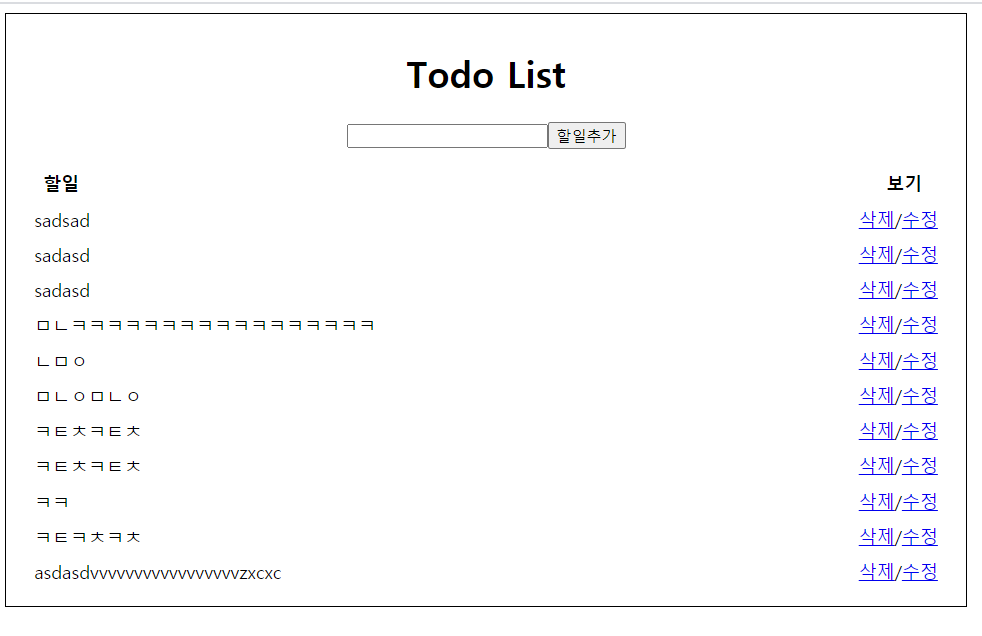 Todo List
할일추가
할일 보기
sadsad 삭제/수정
sadasd 삭제/수정
sadasd 삭제/수정
ㅁㄴㅋㅋㅋㅋㅋㅋㅋㅋㅋㅋㅋㅋㅋㅋㅋㅋㅋ 삭제/수정
ㄴㅁㅇ 삭제/수정
ㅁㄴㅇㅁㄴㅇ 삭제/수정
ㅋㅌㅊㅋㅌㅊ 삭제/수정
ㅋㅌㅊㅋㅌㅊ 삭제/수정
ㅋㅋ 삭제/수정
ㅋㅌㅋㅊㅋㅊ 삭제/수정
asdasdvvvvvvvvvvvvvvvvvzxcxc 삭제/수정